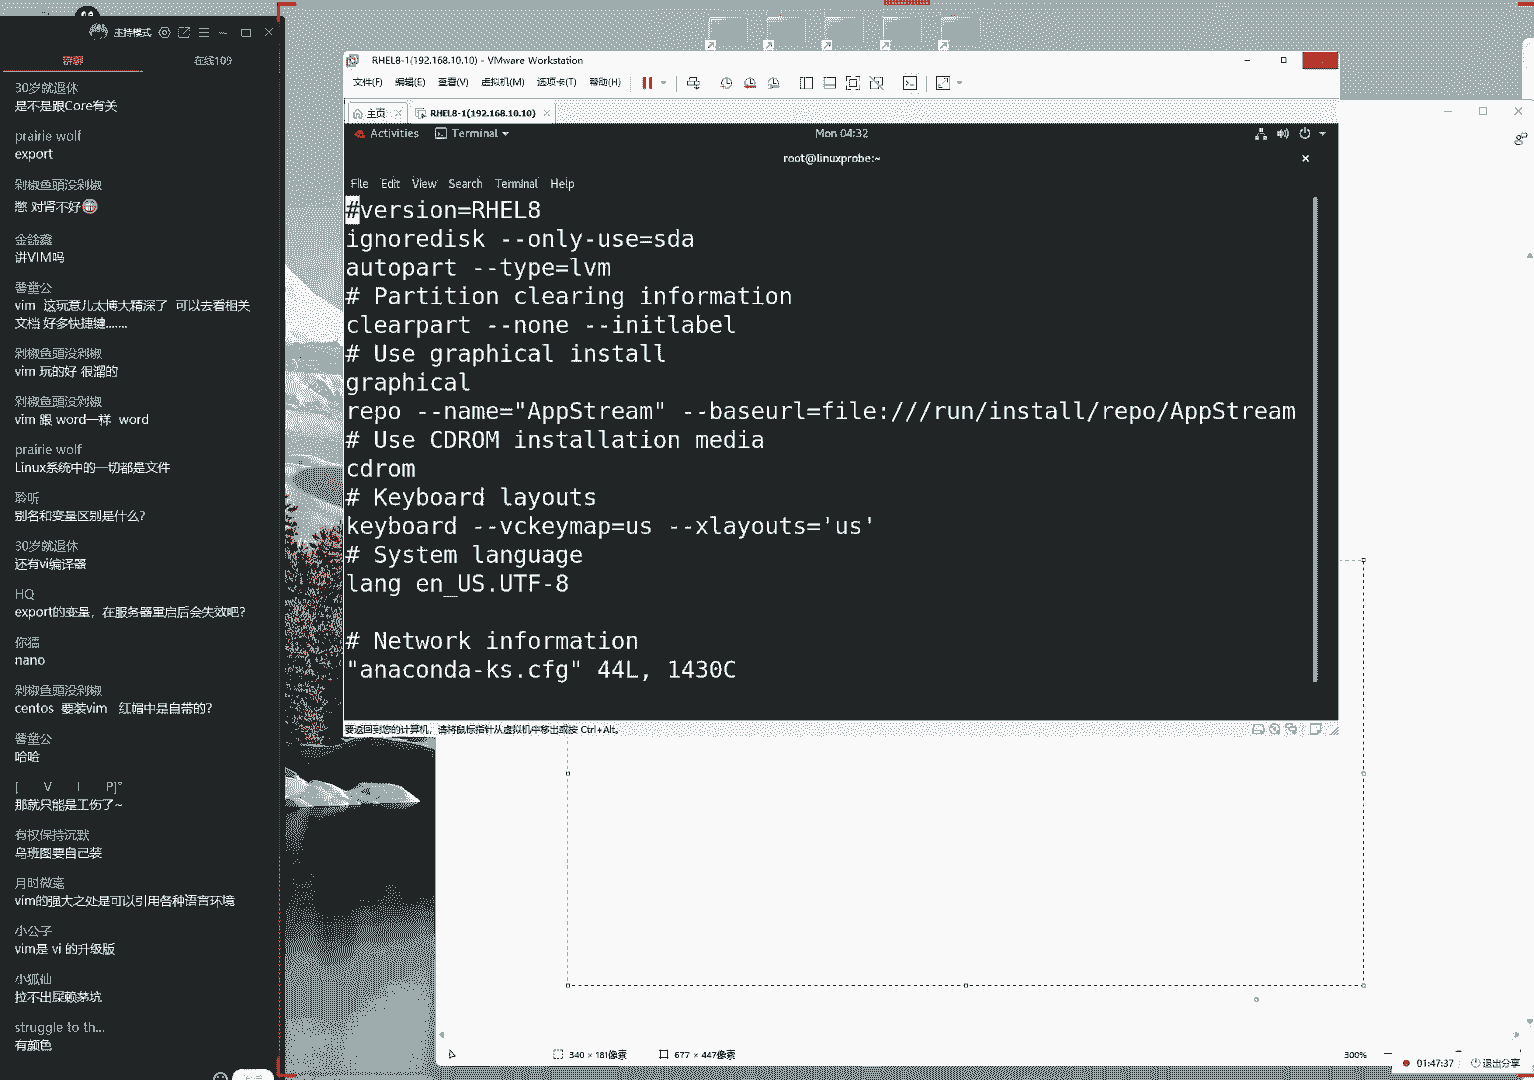 主持模式
群聊
在线109
30岁就退休
是不是跟Core有关
prairie wolf
export
剁椒鱼頭没剁椒
憋 对肾不好
讲VIM吗
馨童公
vim 这玩意儿太博大精深了 可以去看相关
文档 好多快捷键.......
剁椒鱼頭没剁椒
vim 玩的好 很溜的
剁椒鱼頭没剁椒
vim 跟 word一样 word
prairie wolf
Linux系统中的一切都是文件
聆听
别名和变量区别是什么?
30岁就退休
还有vi编译器
HQ
export的变量，在服务器重启后会失效吧?
nano
剁椒鱼頭没剁椒
centos 要装vim 红帽中是自带的?
馨童公
哈哈
[ V I P]°
那就只能是工伤了~
有权保持沉默
乌班图要自己装
月时微毫
vim的强大之处是可以引用各种语言环境
小公子
vim是 vi 的升级版
小狐仙
拉不出屎赖茅坑
struggle to th...
有颜色
RHEL8-1(192.168.10.10) - VMware Workstation
文件(F) 编辑(E) 查看(V) 虚拟机(M) 选项卡(T) 帮助(H)
主页
RHEL8-1(192.168.10.10)
Activities
Terminal
Mon 04:32
root@linuxprobe:~
File Edit View Search Terminal Help
#version=RHEL8
ignoredisk --only-use=sda
autopart --type=lvm
# Partition clearing information
clearpart --none --initlabel
# Use graphical install
graphical
repo --name="AppStream" --baseurl=file:///run/install/repo/AppStream
# Use CDROM installation media
cdrom
# Keyboard layouts
keyboard --vckeymap=us --xlayouts='us'
# System language
lang en_US.UTF-8
# Network information
"anaconda-ks.cfg" 44L, 1430C
要返回到您的计算机，请将鼠标指针从虚拟机中移出或按 Ctrl+Alt。
340 × 181像素
677 × 447像素
300%
01:47:37
退出分享